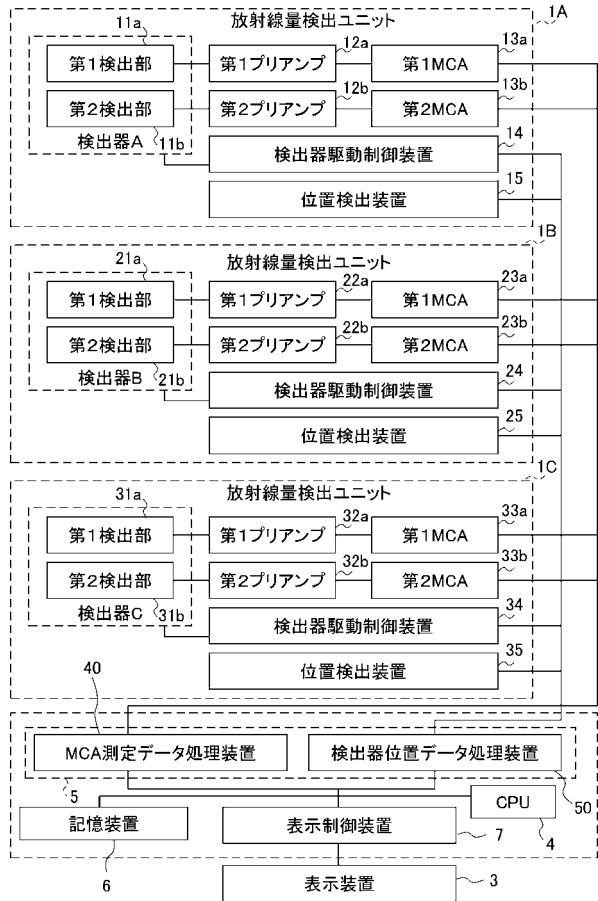 放射線量検出ユニット
1A
11a
12a
13a
第1検出部
第1プリアンプ
第1MCA
12b
13b
第2検出部
第2プリアンプ
第2MCA
検出器A
11b
14
検出器駆動制御装置
15
位置検出装置
1B
放射線量検出ユニット
21a
22a
23a
第1検出部
第1プリアンプ
第1MCA
22b
23b
第2検出部
第2プリアンプ
第2MCA
検出器B
21b
24
検出器駆動制御装置
25
位置検出装置
1C
放射線量検出ユニット
31a
32a
33a
第1検出部
第1プリアンプ
第1MCA
32b
33b
第2検出部
第2プリアンプ
第2MCA
検出器C
31b
34
検出器駆動制御装置
35
位置検出装置
40
MCA測定データ処理装置
検出器位置データ処理装置
5
50
CPU
記憶装置
表示制御装置
4
6
7
表示装置
3